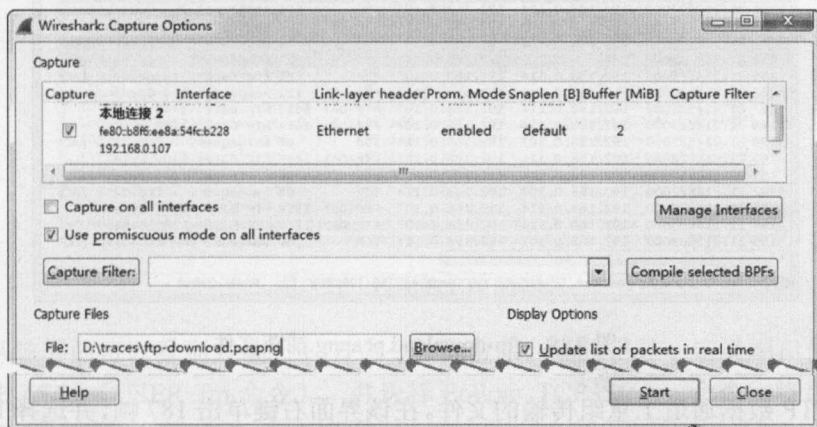 Wireshark: Capture Options
Capture
Capture Interface Link-layer header Prom. Mode Snaplen [B] Buffer [MiB] Capture Filter
本地连接 2
fe80::b8f6:ee8a:54fc:b228 Ethernet enabled default 2
192.168.0.107
Capture on all interfaces
Manage Interfaces
Use promiscuous mode on all interfaces
Capture Filter: Compile selected BPFs
Capture Files Display Options
File: D:\traces\ftp-download.pcapng Browse... Update list of packets in real time
Help Start Close